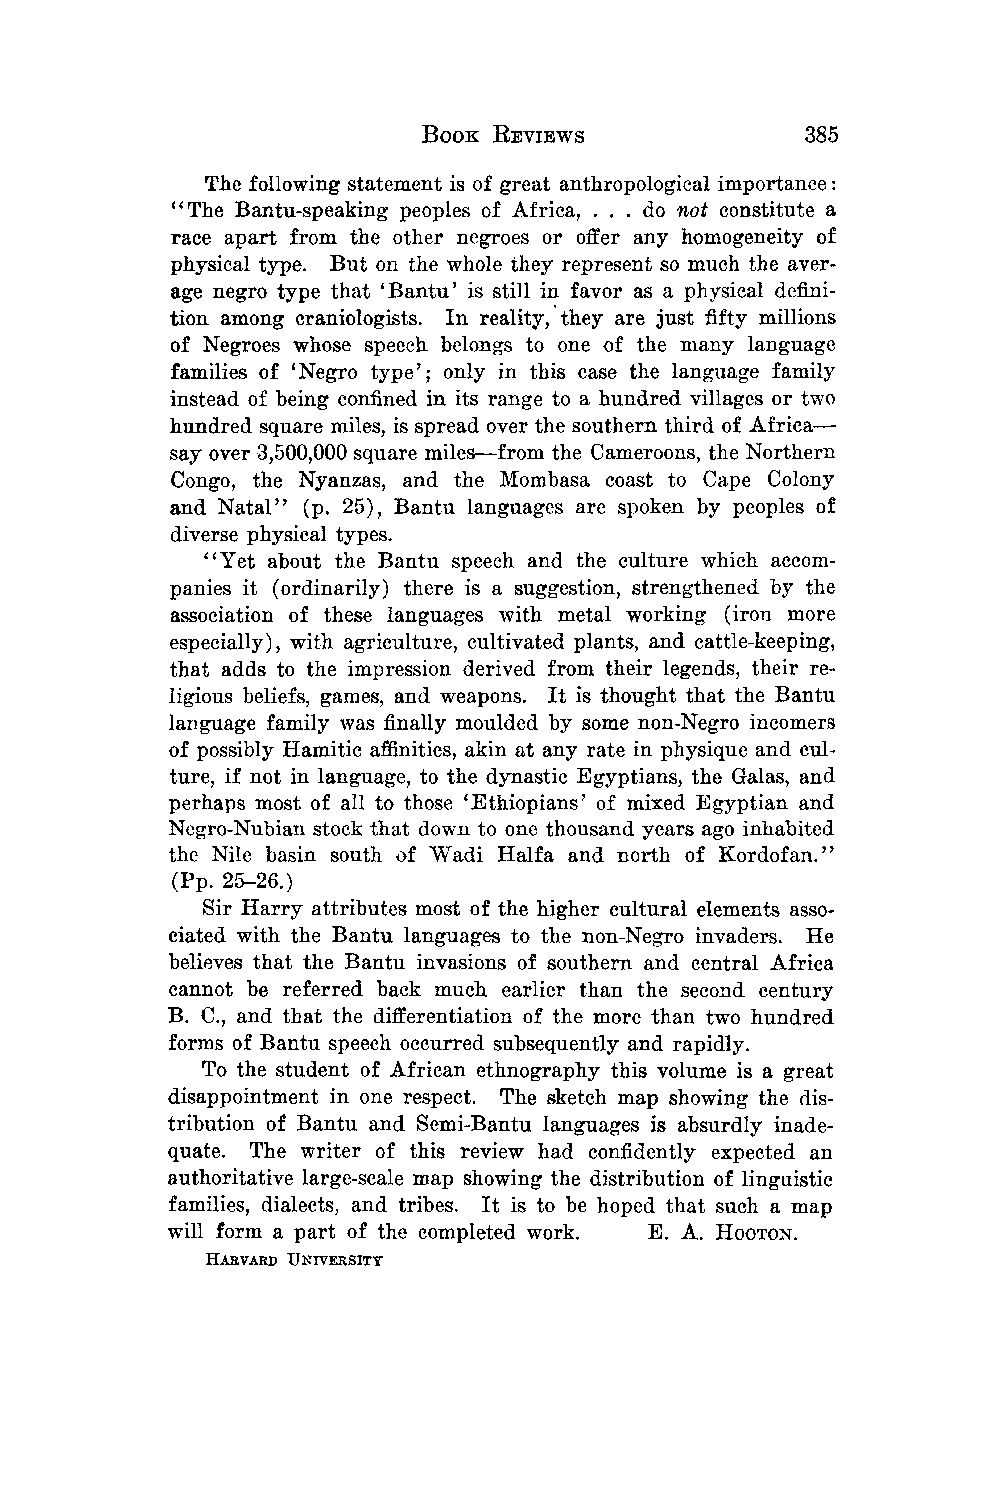 BOOK REVIEWS 385
The following statement is of great anthropological importance:
"The Bantu-speaking peoples of Africa, . . . do not constitute a
race apart from the other negroes or offer any homogeneity of
physical type. But on the whole they represent so much the aver-
age negro type that 'Bantu' is still in favor as a physical defini-
tion among craniologists. In reality, they are just fifty millions
of Negroes whose speech belongs to one of the many language
families of 'Negro type'; only in this case the language family
instead of being confined in its range to a hundred villages or two
hundred square miles, is spread over the southern third of Africa—
say over 3,500,000 square miles—from the Cameroons, the Northern
Congo, the Nyanzas, and the Mombasa coast to Cape Colony
and Natal" (p. 25), Bantu languages are spoken by peoples of
diverse physical types.
"Yet about the Bantu speech and the culture which accom-
panies it (ordinarily) there is a suggestion, strengthened by the
association of these languages with metal working (iron more
especially), with agriculture, cultivated plants, and cattle-keeping,
that adds to the impression derived from their legends, their re-
ligious beliefs, games, and weapons. It is thought that the Bantu
language family was finally moulded by some non-Negro incomers
of possibly Hamitic affinities, akin at any rate in physique and cul-
ture, if not in language, to the dynastic Egyptians, the Galas, and
perhaps most of all to those 'Ethiopians' of mixed Egyptian and
Negro-Nubian stock that down to one thousand years ago inhabited
the Nile basin south of Wadi Halfa and north of Kordofan."
(Pp. 25–26.)
Sir Harry attributes most of the higher cultural elements asso-
ciated with the Bantu languages to the non-Negro invaders. He
believes that the Bantu invasions of southern and central Africa
cannot be referred back much earlier than the second century
B. C., and that the differentiation of the more than two hundred
forms of Bantu speech occurred subsequently and rapidly.
To the student of African ethnography this volume is a great
disappointment in one respect. The sketch map showing the dis-
tribution of Bantu and Semi-Bantu languages is absurdly inade-
quate. The writer of this review had confidently expected an
authoritative large-scale map showing the distribution of linguistic
families, dialects, and tribes. It is to be hoped that such a map
will form a part of the completed work. E. A. HOOTON.
HARVARD UNIVERSITY